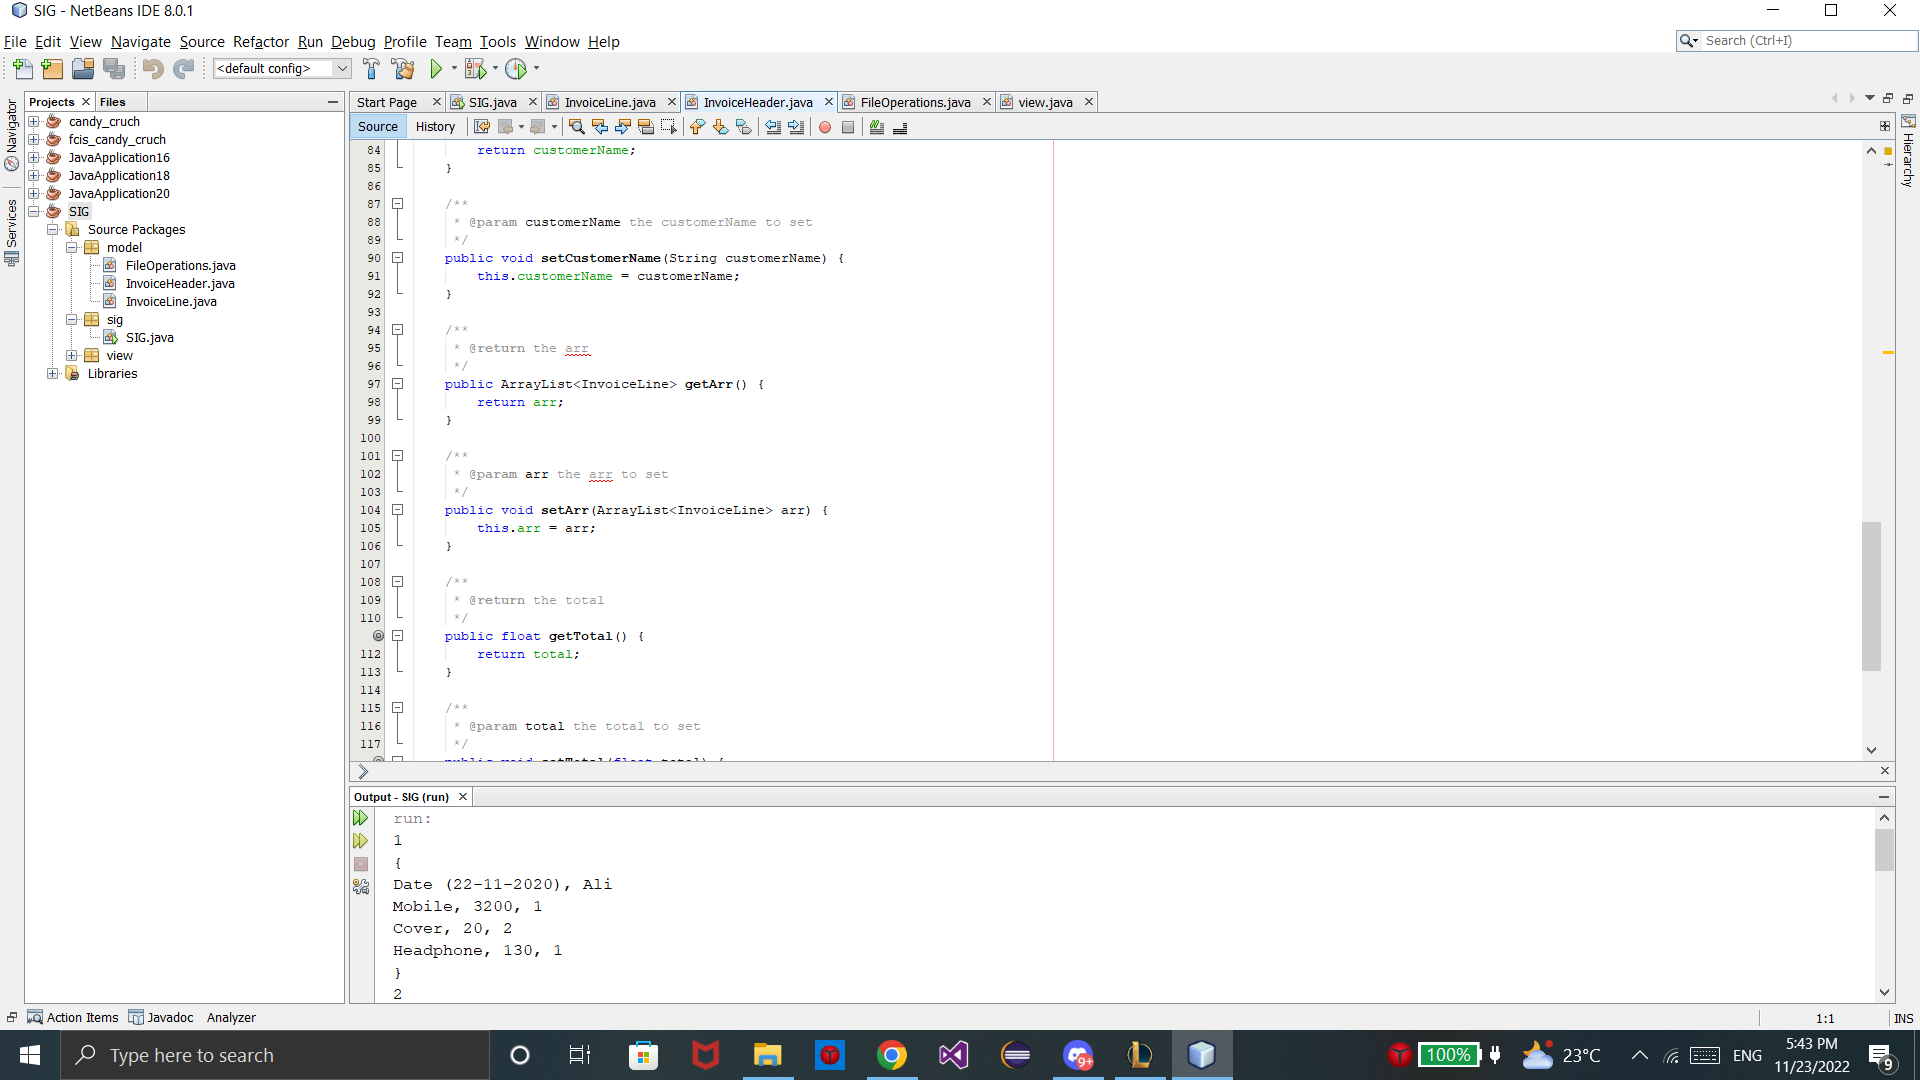 SIG - NetBeans IDE 8.0.1
File Edit View Navigate Source Refactor Run Debug Profile Team Tools Window Help
Search (Ctrl+I)
<default config>
Navigator
Services
Projects Files
candy_cruch
fcis_candy_cruch
JavaApplication16
JavaApplication18
JavaApplication20
SIG
Source Packages
model
FileOperations.java
InvoiceHeader.java
InvoiceLine.java
sig
SIG.java
view
Libraries
Start Page SIG.java InvoiceLine.java InvoiceHeader.java FileOperations.java view.java
Source History
84 return customerName;
85 }
86
87 /**
88 * @param customerName the customerName to set
89 */
90 public void setCustomerName(String customerName) {
91 this.customerName = customerName;
92 }
93
94 /**
95 * @return the arr
96 */
97 public ArrayList<InvoiceLine> getArr() {
98 return arr;
99 }
100
101 /**
102 * @param arr the arr to set
103 */
104 public void setArr(ArrayList<InvoiceLine> arr) {
105 this.arr = arr;
106 }
107
108 /**
109 * @return the total
110 */
public float getTotal() {
112 return total;
113 }
114
115 /**
116 * @param total the total to set
117 */
public void setTotal(float total) {
Hierarchy
Output - SIG (run)
run:
1
{
Date (22-11-2020), Ali
Mobile, 3200, 1
Cover, 20, 2
Headphone, 130, 1
}
2
Action Items Javadoc Analyzer
1:1 INS
Type here to search
9+
100%
23°C
ENG
5:43 PM
11/23/2022
9